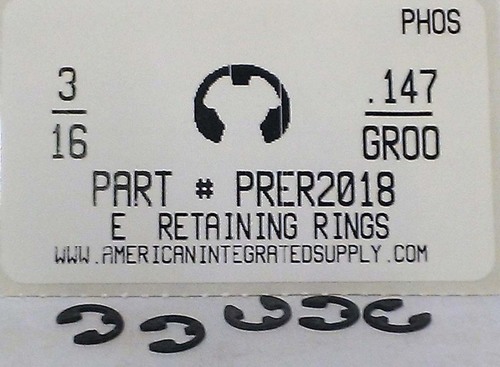 PHOS
3
16
.147
GROO
PART # PRER2018
E RETAINING RINGS
WWW.AMERICANINTEGRATEDSUPPLY.COM